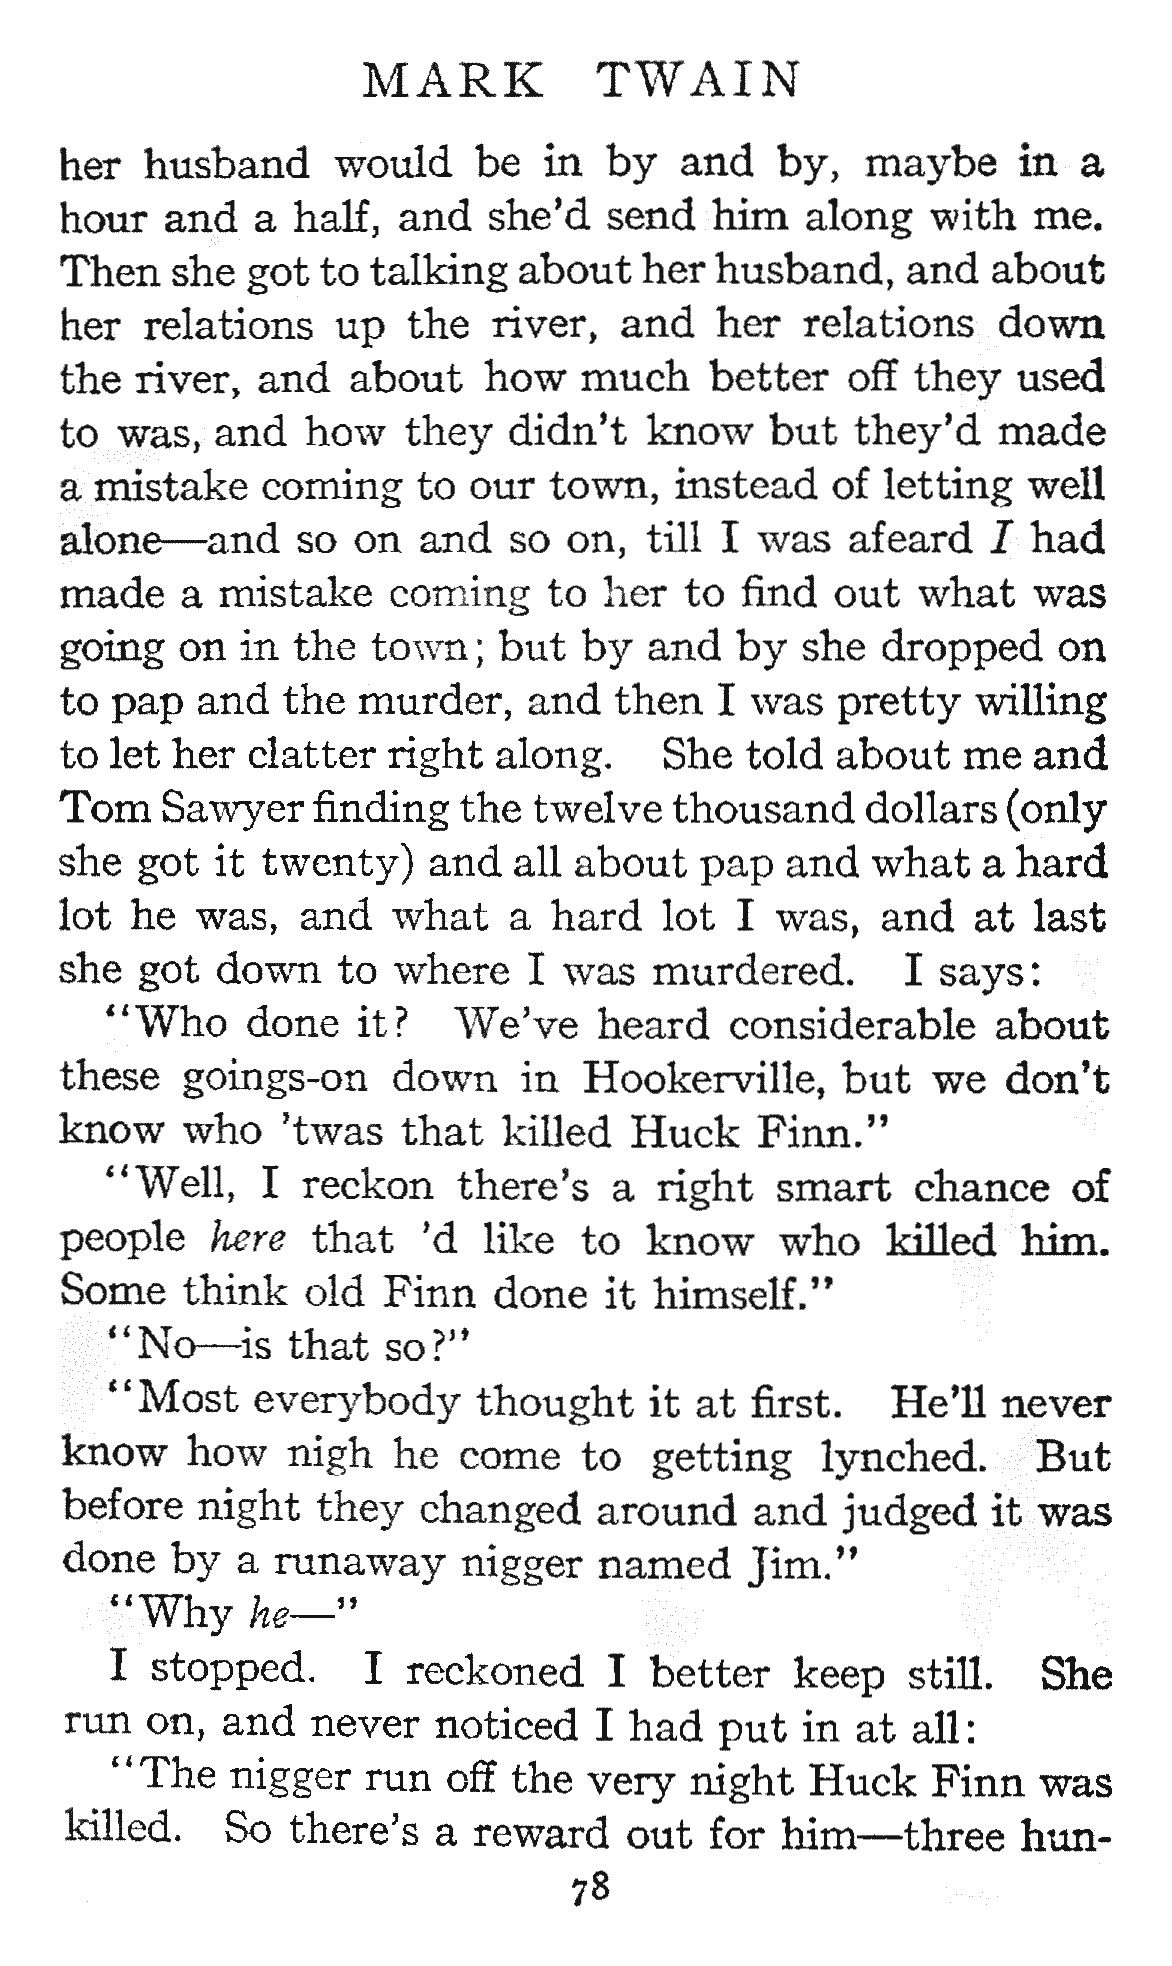 MARK TWAIN
her husband would be in by and by, maybe in a
hour and a half, and she'd send him along with me.
Then she got to talking about her husband, and about
her relations up the river, and her relations down
the river, and about how much better off they used
to was, and how they didn't know but they'd made
a mistake coming to our town, instead of letting well
alone—and so on and so on, till I was afeard I had
made a mistake coming to her to find out what was
going on in the town; but by and by she dropped on
to pap and the murder, and then I was pretty willing
to let her clatter right along. She told about me and
Tom Sawyer finding the twelve thousand dollars (only
she got it twenty) and all about pap and what a hard
lot he was, and what a hard lot I was, and at last
she got down to where I was murdered. I says:
"Who done it? We've heard considerable about
these goings-on down in Hookerville, but we don't
know who 'twas that killed Huck Finn."
"Well, I reckon there's a right smart chance of
people here that 'd like to know who killed him.
Some think old Finn done it himself."
"No—is that so?"
"Most everybody thought it at first. He'll never
know how nigh he come to getting lynched. But
before night they changed around and judged it was
done by a runaway nigger named Jim."
"Why he—"
I stopped. I reckoned I better keep still. She
run on, and never noticed I had put in at all:
"The nigger run off the very night Huck Finn was
killed. So there's a reward out for him—three hun-
78